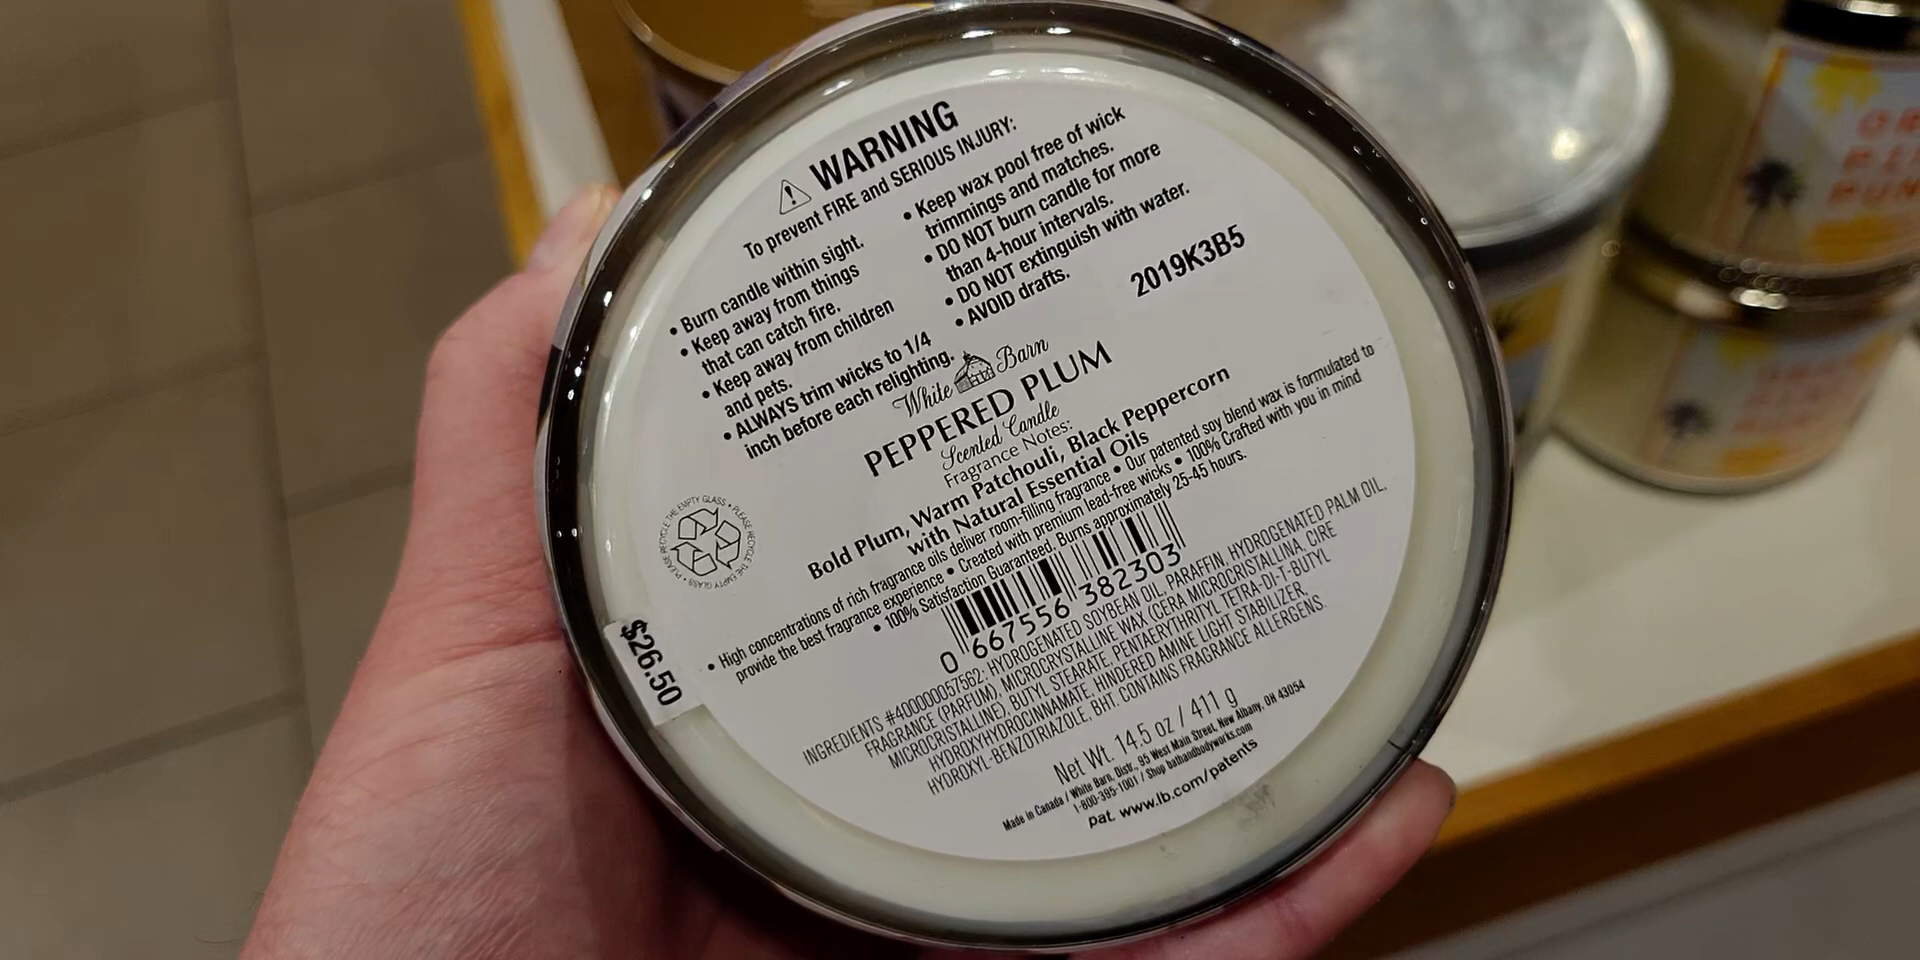 WARNING
To prevent FIRE and SERIOUS INJURY:
• Burn candle within sight.
• Keep away from things
that can catch fire.
• Keep away from children
and pets.
• ALWAYS trim wicks to 1/4
inch before each relighting.
• Keep wax pool free of wick
trimmings and matches.
• DO NOT burn candle for more
than 4-hour intervals.
• DO NOT extinguish with water.
• AVOID drafts.
2019K3B5
White Barn
PEPPERED PLUM
Scented Candle
Fragrance Notes:
Bold Plum, Warm Patchouli, Black Peppercorn
with Natural Essential Oils
• High concentrations of rich fragrance oils deliver room-filling fragrance • Our patented soy blend wax is formulated to
provide the best fragrance experience • Created with premium lead-free wicks • 100% Crafted with you in mind
• 100% Satisfaction Guaranteed. Burns approximately 25-45 hours.
PLEASE RECYCLE THE EMPTY GLASS • PLEASE RECYCLE THE EMPTY GLASS •
0 667556 382303
$26.50
INGREDIENTS #40000057562: HYDROGENATED SOYBEAN OIL, PARAFFIN, HYDROGENATED PALM OIL,
FRAGRANCE (PARFUM), MICROCRYSTALLINE WAX (CERA MICROCRISTALLINA, CIRE
MICROCRISTALLINE), BUTYL STEARATE, PENTAERYTHRITYL TETRA-DI-T-BUTYL
HYDROXYHYDROCINNAMATE, HINDERED AMINE LIGHT STABILIZER,
HYDROXYL-BENZOTRIAZOLE, BHT. CONTAINS FRAGRANCE ALLERGENS.
Net Wt. 14.5 oz / 411 g
Made in Canada / White Barn, Distr., 95 West Main Street, New Albany, OH 43054
1-800-395-1001 / Shop bathandbodyworks.com
pat. www.lb.com/patents